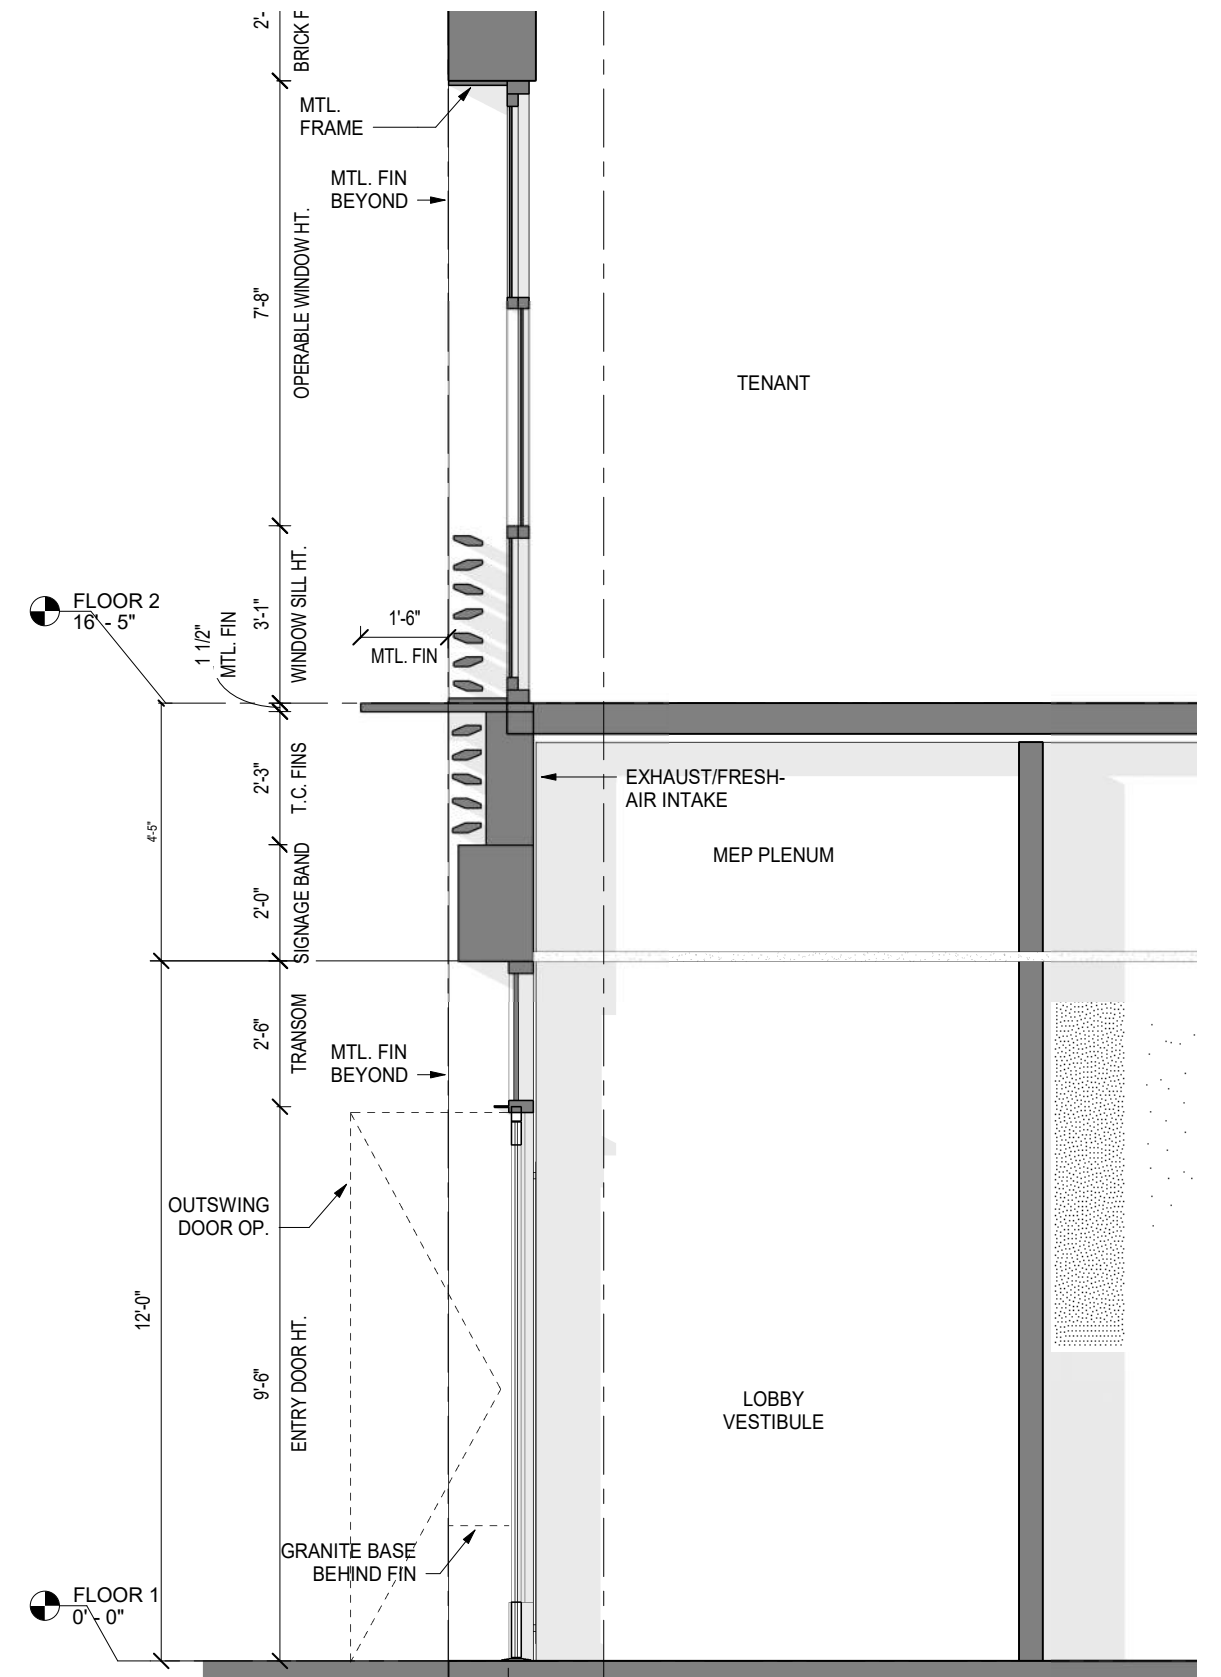 2'-
BRICK F
MTL.
FRAME
MTL. FIN
BEYOND
7'-8"
OPERABLE WINDOW HT.
TENANT
FLOOR 2
16' - 5"
1 1/2"
MTL. FIN
3'-1"
WINDOW SILL HT.
1'-6"
MTL. FIN
2'-3"
T.C. FINS
EXHAUST/FRESH-
AIR INTAKE
4'-5"
MEP PLENUM
2'-0"
SIGNAGE BAND
2'-6"
TRANSOM
MTL. FIN
BEYOND
OUTSWING
DOOR OP.
12'-0"
9'-6"
ENTRY DOOR HT.
LOBBY
VESTIBULE
GRANITE BASE
BEHIND FIN
FLOOR 1
0' - 0"